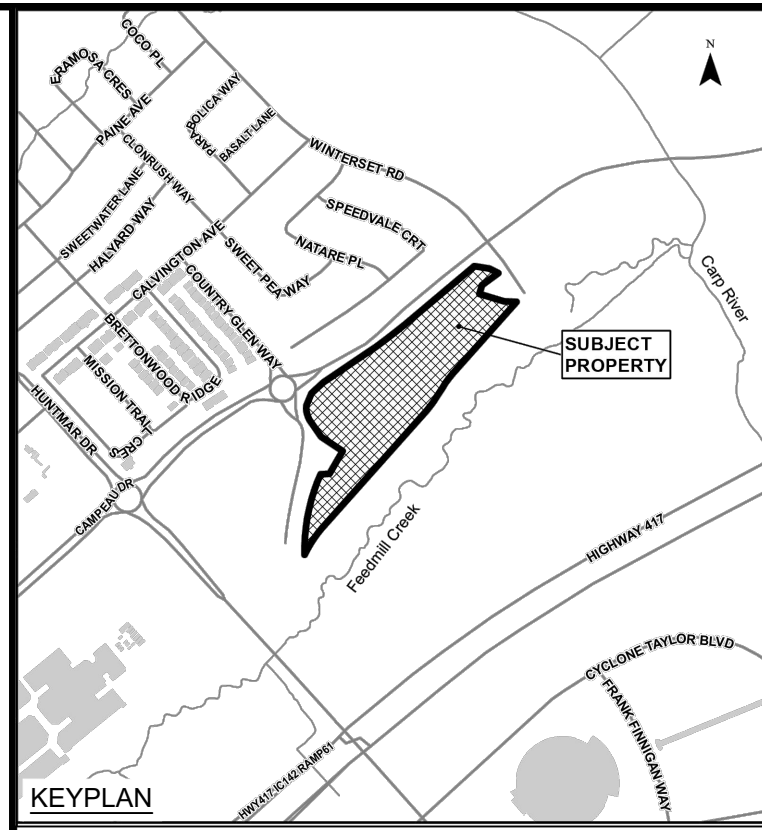 COCO PL
ERAMOSA CRES
N
PAINE AVE
PARA
BOLICA WAY
BASALT LANE
CLONRUSH WAY
WINTERSET RD
SWEETWATER LANE
HALYARD WAY
SPEEDVALE CRT
CALVINGTON AVE
SWEET PEA WAY
NATARE PL
COUNTRY GLEN WAY
Carp River
BRETTONWOOD RIDGE
SUBJECT
PROPERTY
MISSION TRAIL
CRES
HUNTMAR DR
CAMPEAU DR
Feedmill Creek
HIGHWAY 417
CYCLONE TAYLOR BLVD
FRANK FINNIGAN WAY
HWY417 IC142 RAMP61
KEYPLAN